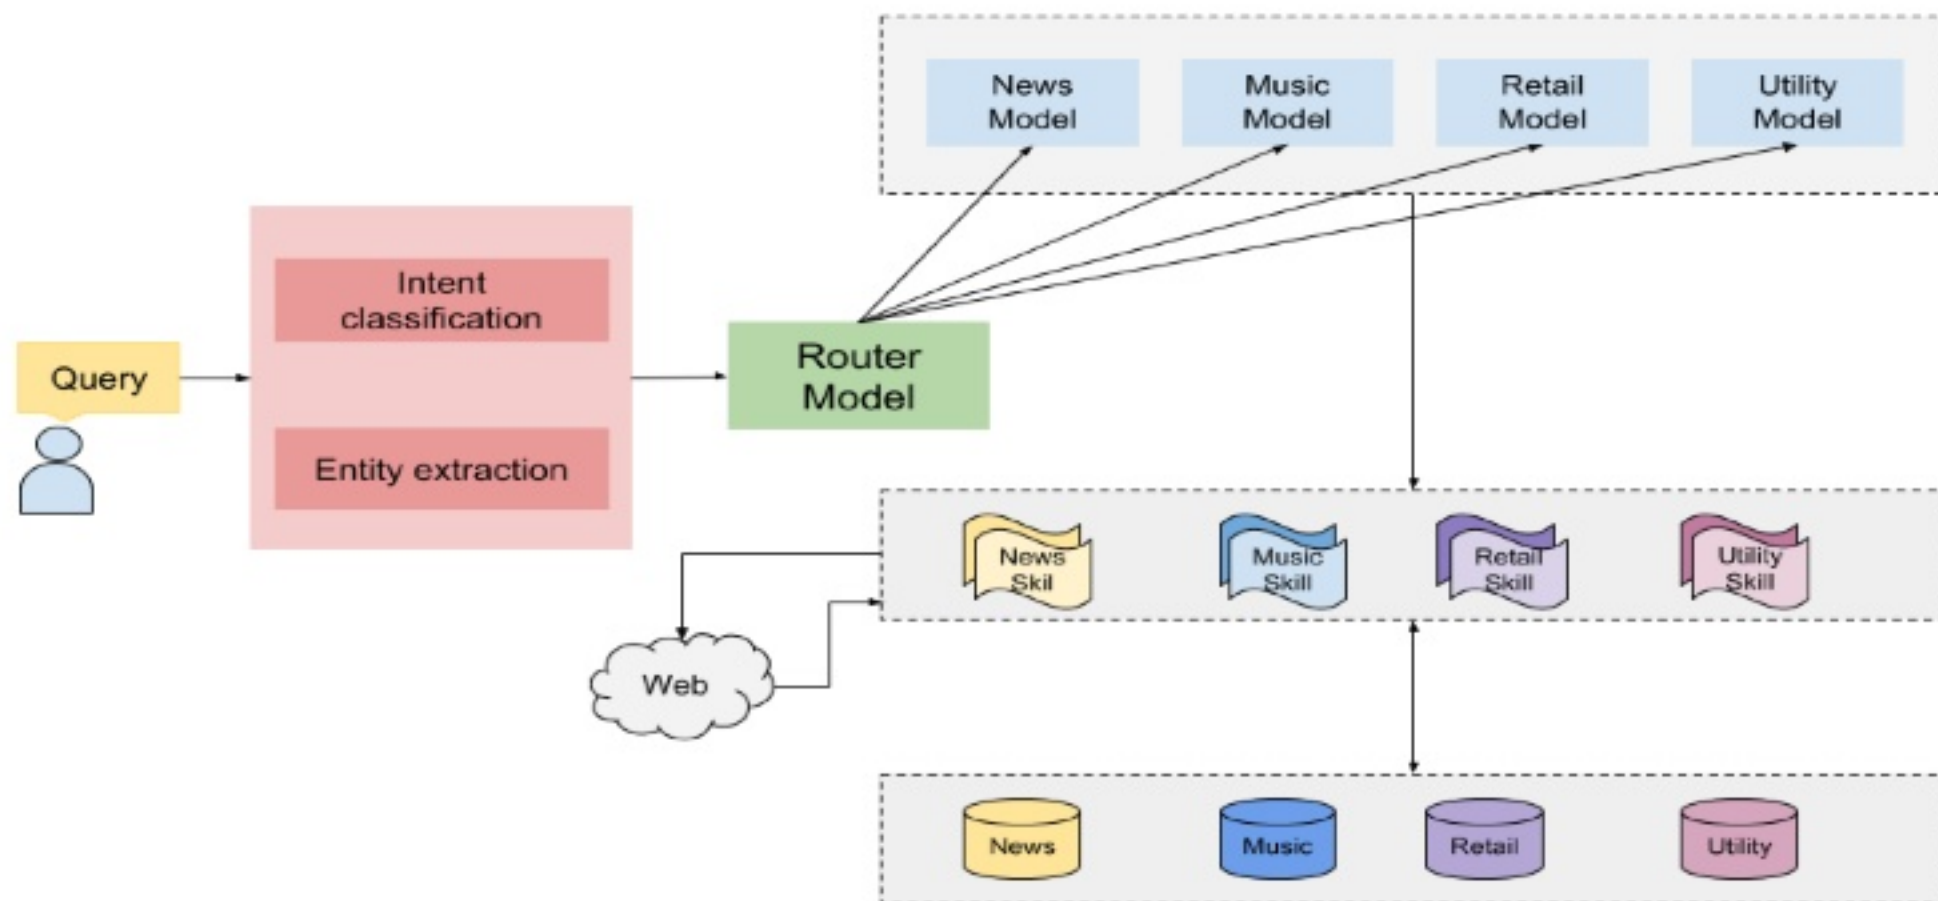 News
Model
Music
Model
Retail
Model
Utility
Model
Intent
classification
Query
Router
Model
Entity extraction
News
Skil
Music
Skill
Retail
Skill
Utility
Skill
Web
News
Music
Retail
Utility